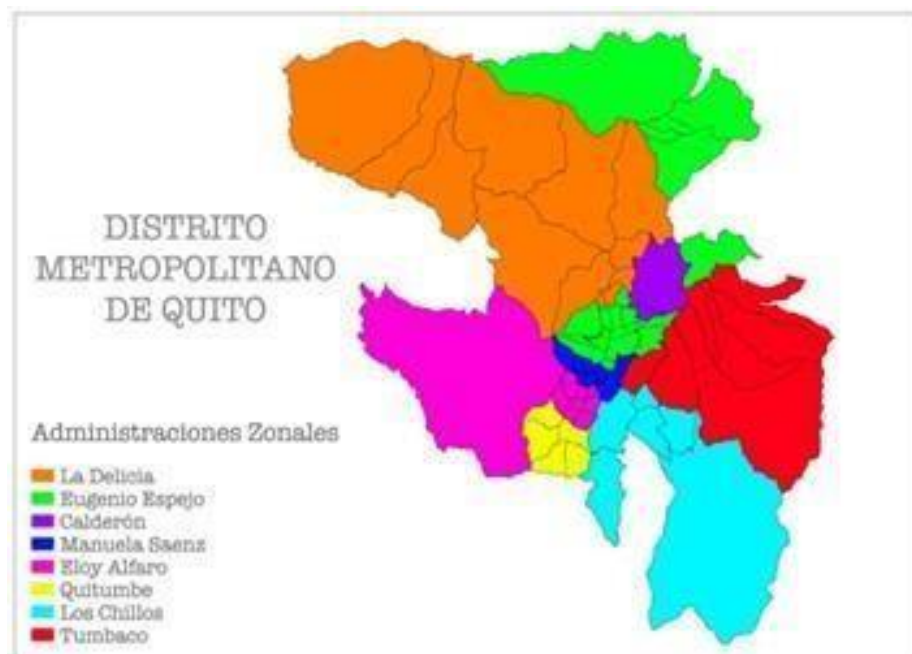 DISTRITO
METROPOLITANO
DE QUITO
Administraciones Zonales
La Delicia
Eugenio Espejo
Calderón
Manuela Saenz
Eloy Alfaro
Quitumbe
Los Chillos
Tumbaco